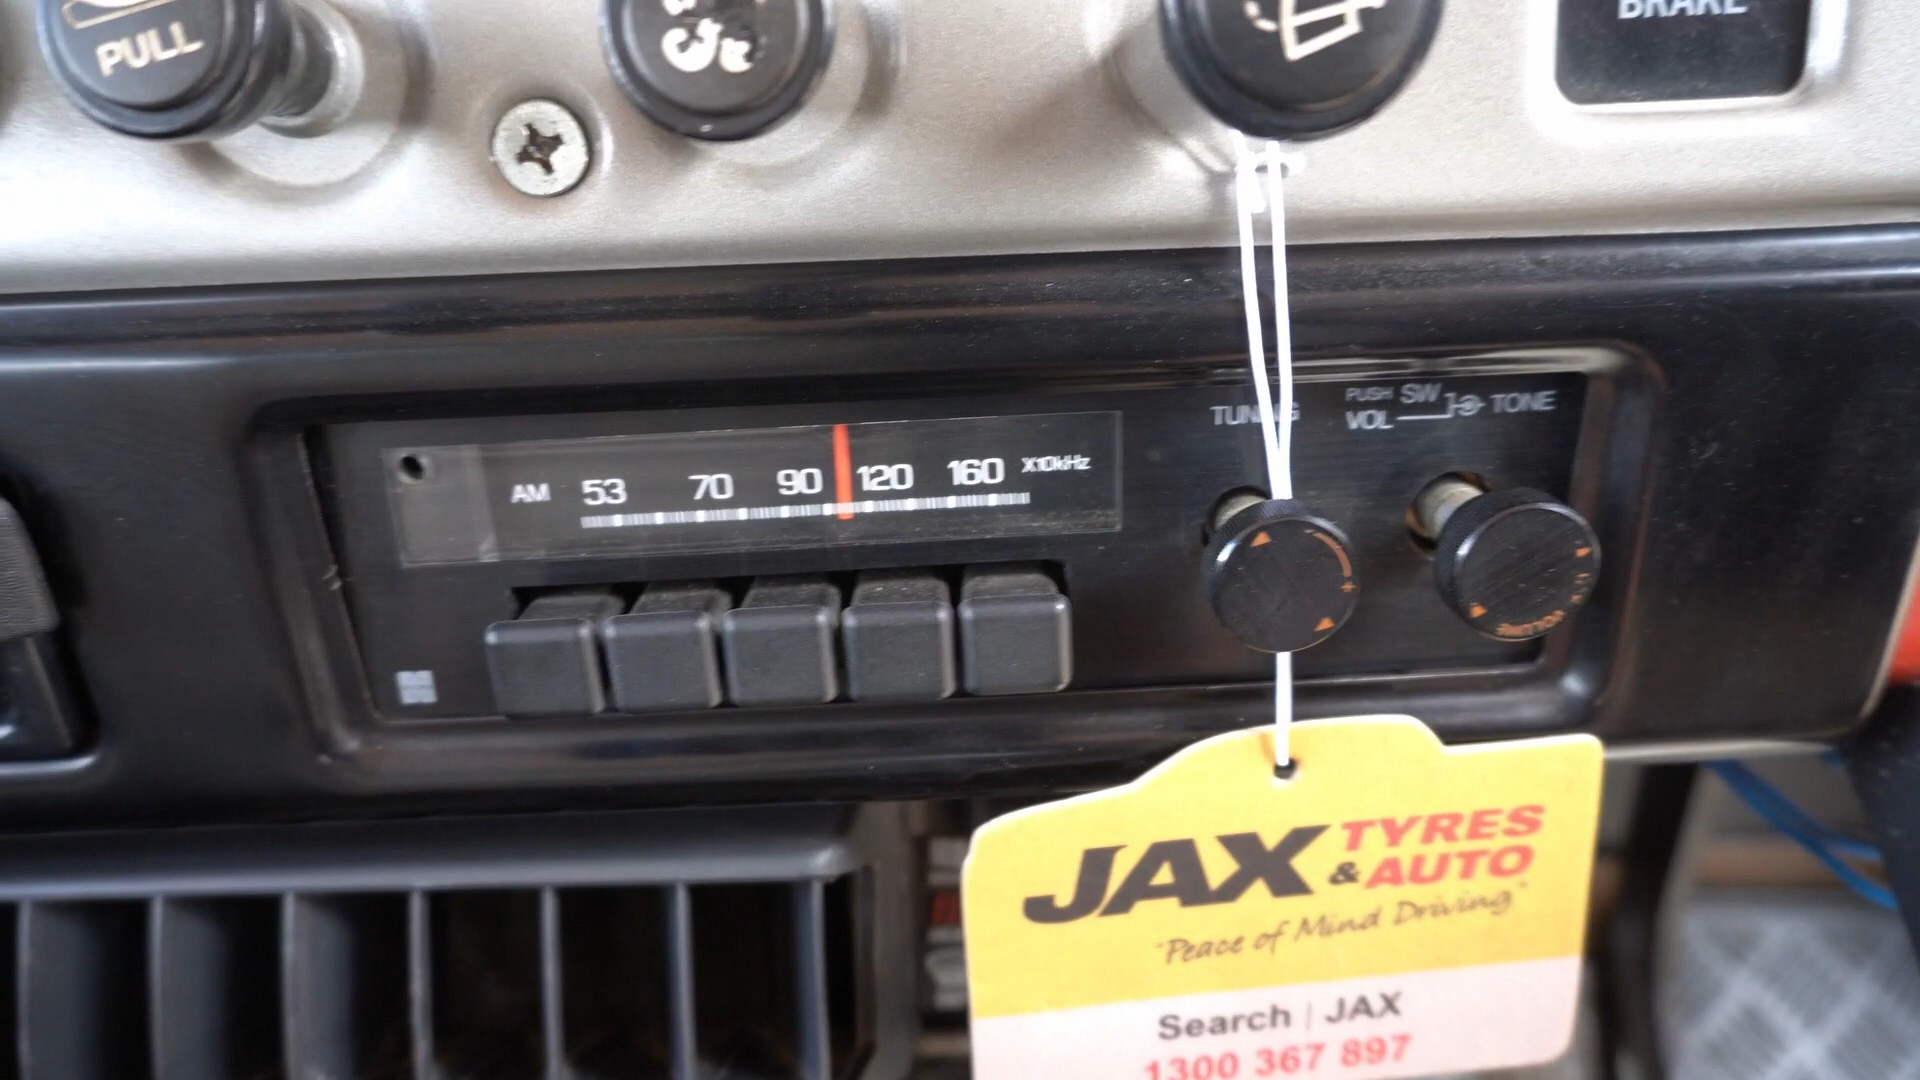 PULL
BRAKE
AM 53 70 90 120 160 X10kHz
TUNING
PUSH SW
VOL TONE
JAX TYRES
& AUTO
"Peace of Mind Driving"
Search | JAX
1300 367 897